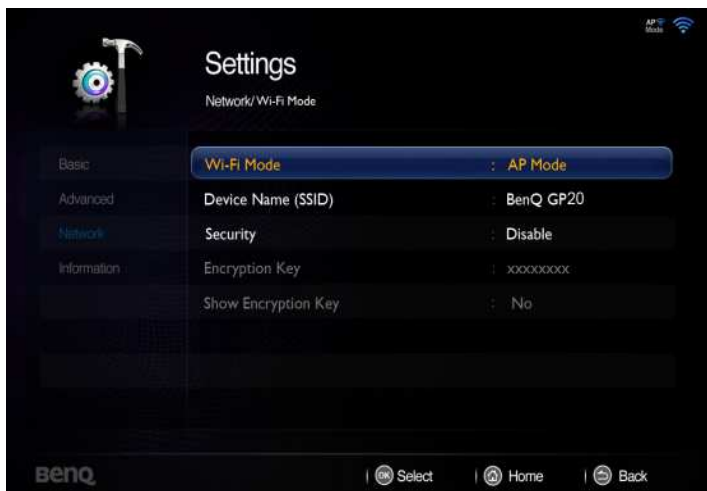 AP Mode
Settings
Network/ Wi-Fi Mode
Basic
Advanced
Network
Information
Wi-Fi Mode : AP Mode
Device Name (SSID) : BenQ GP20
Security : Disable
Encryption Key : xxxxxxxx
Show Encryption Key : No
BenQ
OK Select
Home
Back